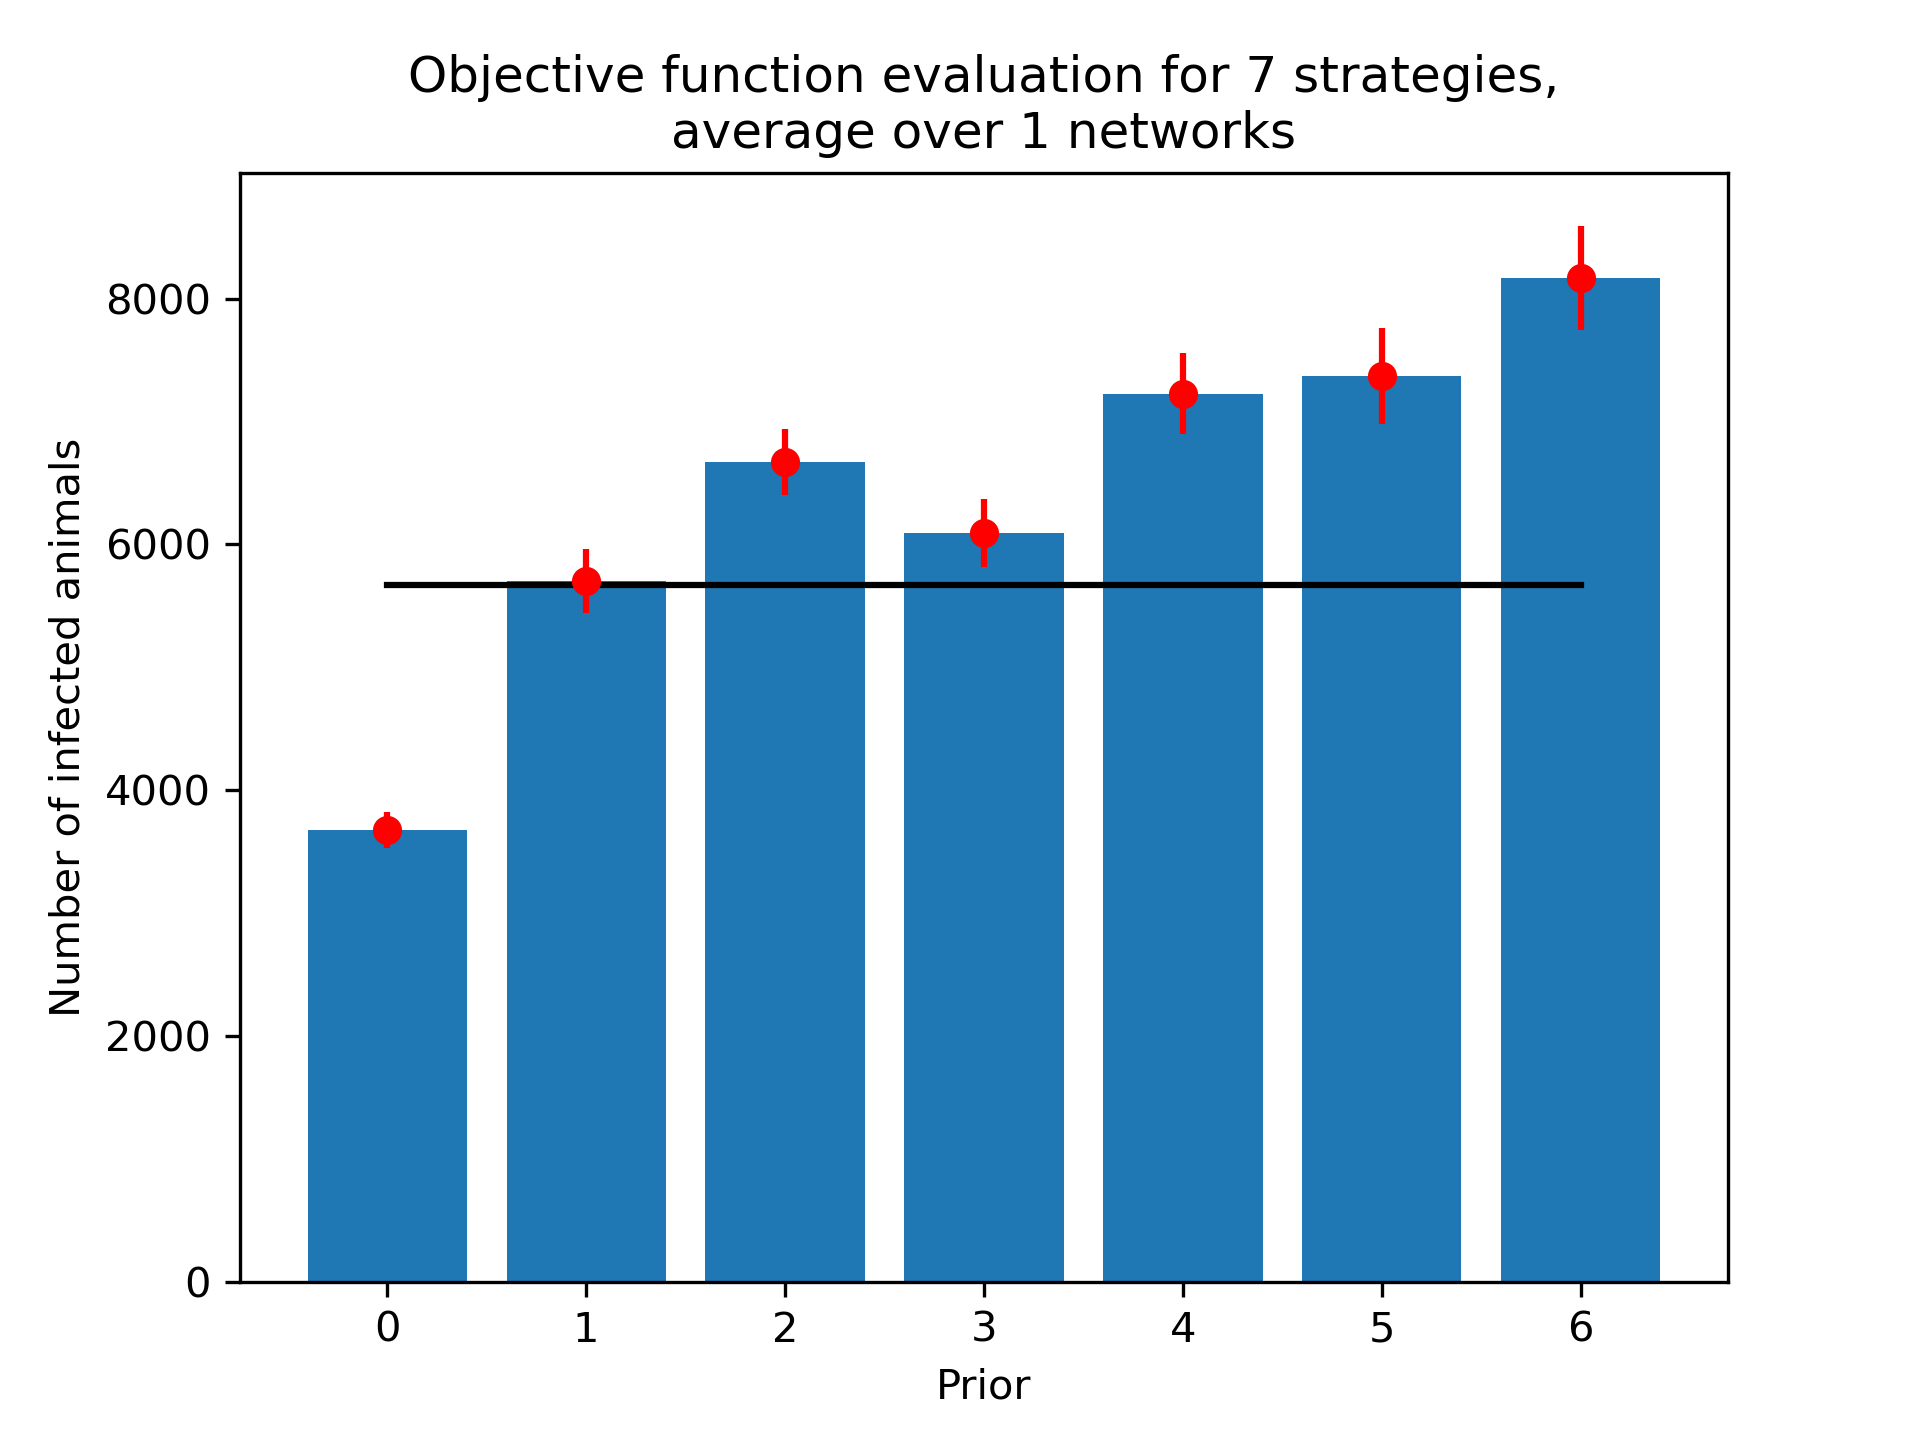 Objective function evaluation for 7 strategies,
average over 1 networks
Number of infected animals
8000
6000
4000
2000
0
0 1 2 3 4 5 6
Prior